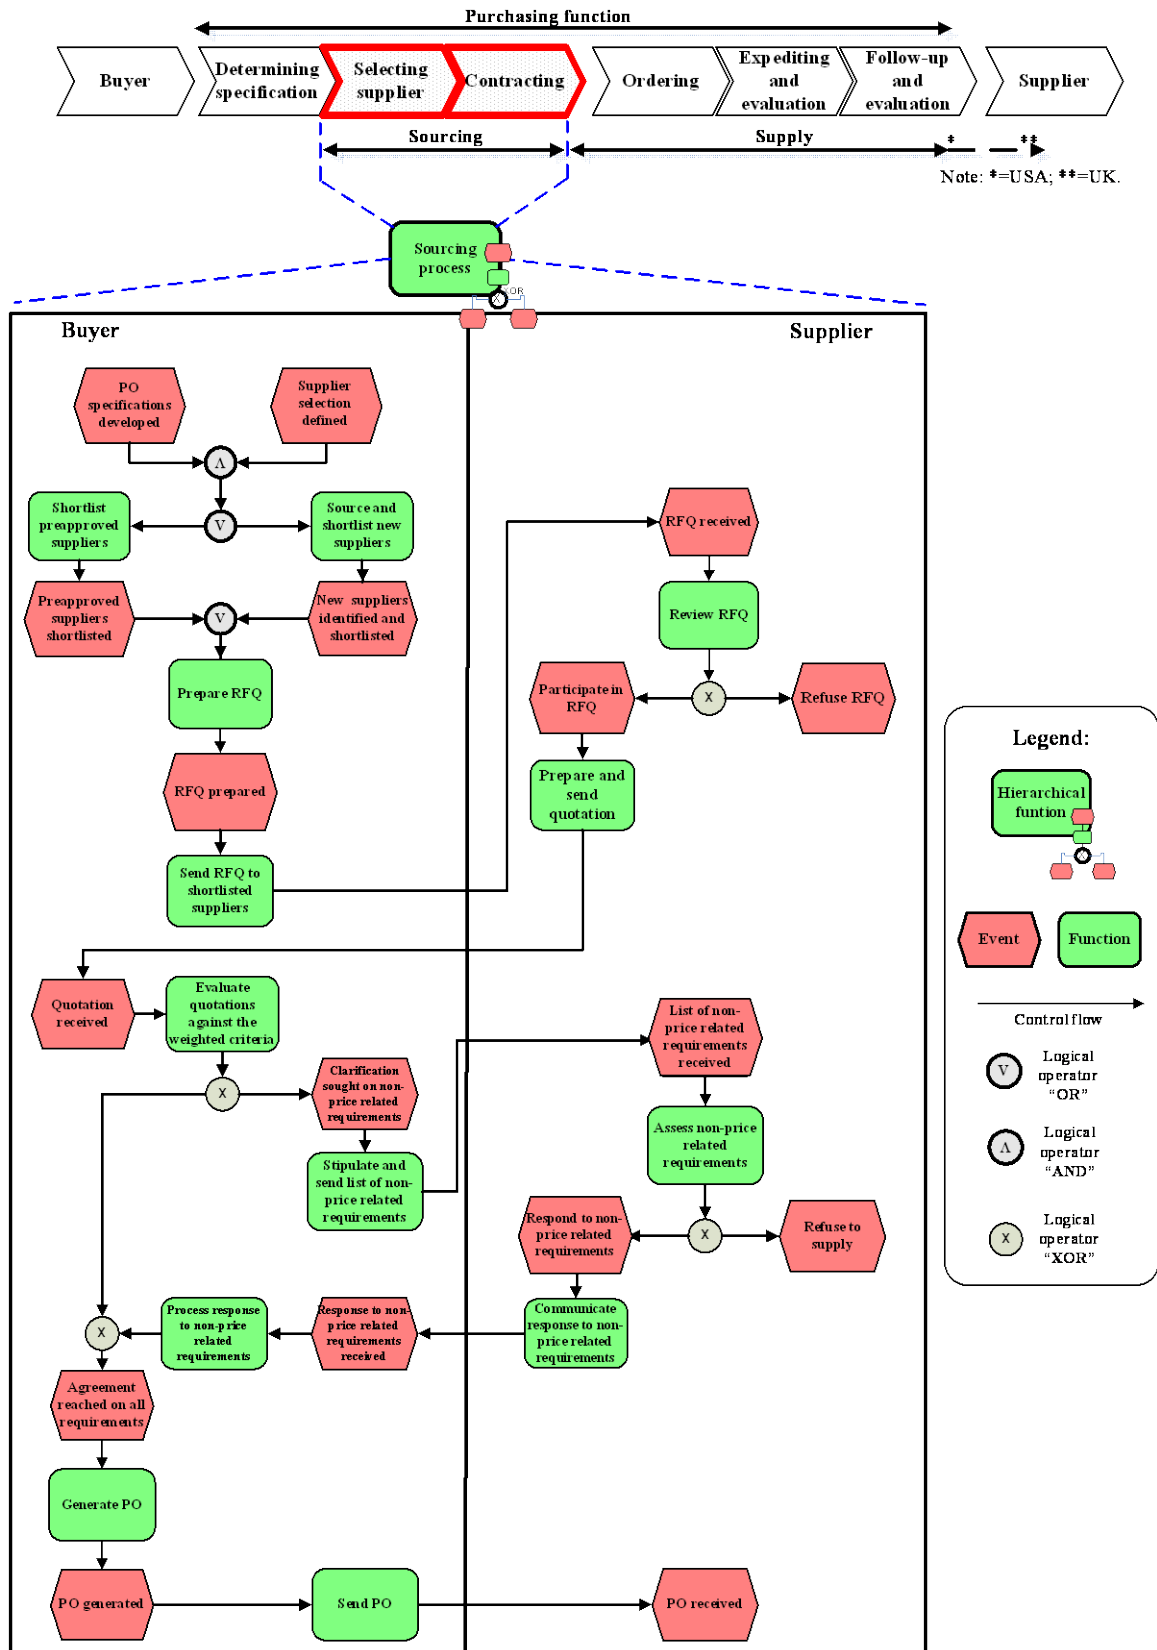 Purchasing function
Buyer
Determining
specification
Selecting
supplier
Contracting
Ordering
Expediting
and
evaluation
Follow-up
and
evaluation
Supplier
Sourcing
Supply
*
**
Note: *=USA; **=UK.
Sourcing
process
X
OR
Buyer
Supplier
PO
specifications
developed
Supplier
selection
defined
Λ
Shortlist
preapproved
suppliers
V
Source and
shortlist new
suppliers
RFQ received
Preapproved
suppliers
shortlisted
V
New suppliers
identified and
shortlisted
Review RFQ
Prepare RFQ
Participate in
RFQ
X
Refuse RFQ
RFQ prepared
Prepare and
send
quotation
Send RFQ to
shortlisted
suppliers
Quotation
received
Evaluate
quotations
against the
weighted criteria
List of non-
price related
requirements
received
X
Clarification
sought on non-
price related
requirements
Assess non-price
related
requirements
Stipulate and
send list of non-
price related
requirements
Respond to non-
price related
requirements
X
Refuse to
supply
X
Process response
to non-price
related
requirements
Response to non-
price related
requirements
received
Communicate
response to non-
price related
requirements
Agreement
reached on all
requirements
Generate PO
PO generated
Send PO
PO received
Legend:
Hierarchical
funtion
Event
Function
Control flow
V
Logical
operator
“OR”
Λ
Logical
operator
“AND”
X
Logical
operator
“XOR”